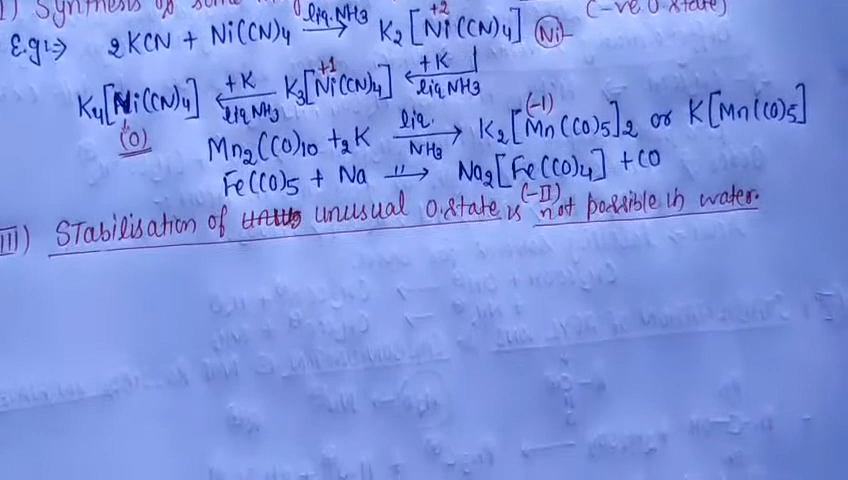 I) Synthesis of some (-ve O.state)
E.g:⇒ 2KCN + Ni(CN)4 liq.NH3 → K2[Ni(CN)4] +2 Ni
K4[Ni(CN)4] (0) ← +K liq NH3 K3[Ni(CN)4] +1 ← +K liq NH3
Mn2(CO)10 + 2K liq. NH3 → K2[Mn(CO)5]2 (-1) or K[Mn(CO)5]
Fe(CO)5 + Na " → Na2[Fe(CO)4] + CO
(-II)
III) Stabilisation of unusual O.state is not possible in water.